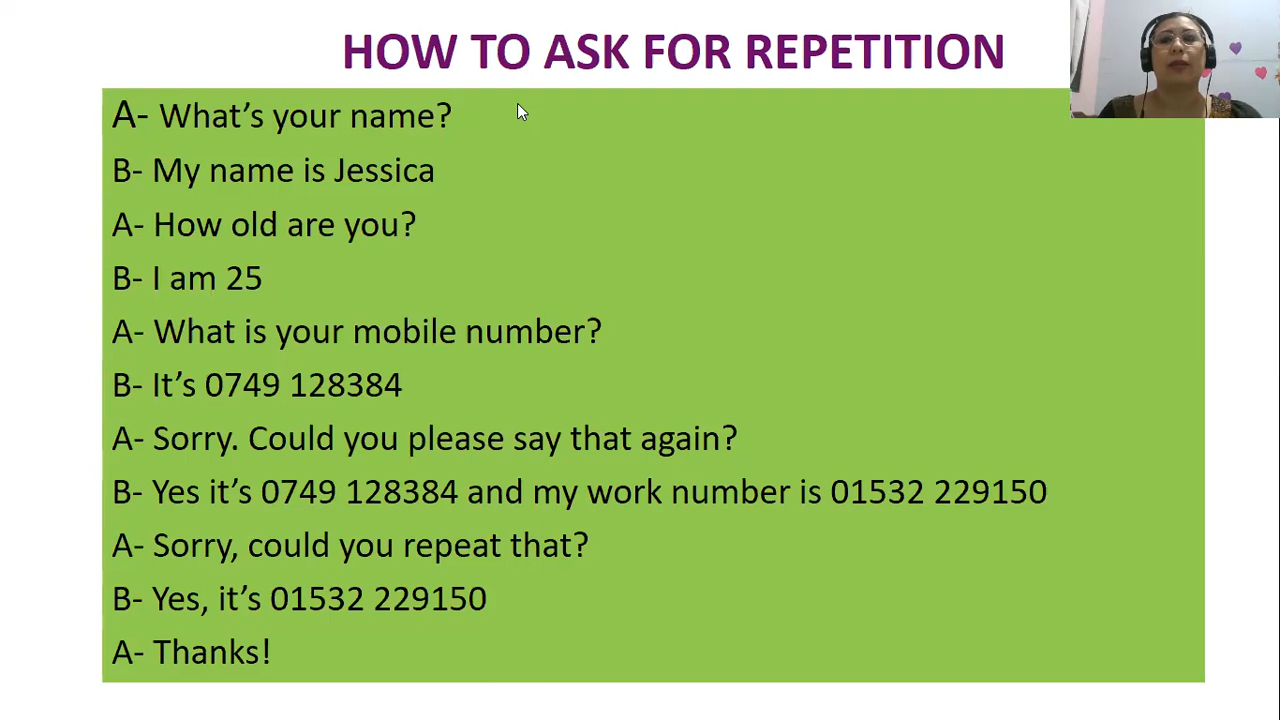 HOW TO ASK FOR REPETITION
A- What’s your name?
B- My name is Jessica
A- How old are you?
B- I am 25
A- What is your mobile number?
B- It’s 0749 128384
A- Sorry. Could you please say that again?
B- Yes it’s 0749 128384 and my work number is 01532 229150
A- Sorry, could you repeat that?
B- Yes, it’s 01532 229150
A- Thanks!